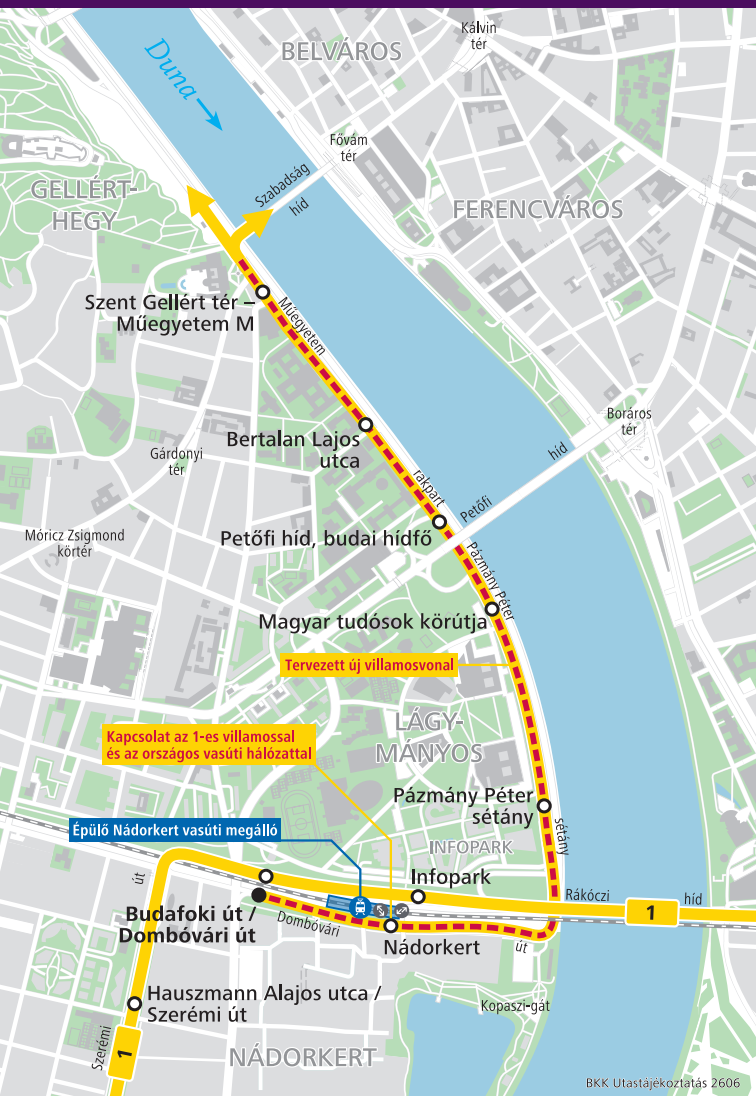 BELVÁROS
Kálvin
tér
Duna
Fővám
tér
Szabadság
híd
GELLÉRT-
HEGY
FERENCVÁROS
Szent Gellért tér –
Műegyetem M
Műegyetem
Boráros
tér
Bertalan Lajos
utca
Gárdonyi
tér
híd
rakpart
Petőfi
Móricz Zsigmond
körtér
Petőfi híd, budai hídfő
Pázmány Péter
Magyar tudósok körútja
Tervezett új villamosvonal
LÁGY-
MÁNYOS
Kapcsolat az 1-es villamossal
és az országos vasúti hálózattal
Pázmány Péter
sétány
sétány
Épülő Nádorkert vasúti megálló
INFOPARK
út
Infopark
Rákóczi
híd
1
Budafoki út /
Dombóvári út
Dombóvári
út
Nádorkert
Hauszmann Alajos utca /
Szerémi út
Kopaszi-gát
Szerémi
1
NÁDORKERT
BKK Utastájékoztatás 2606